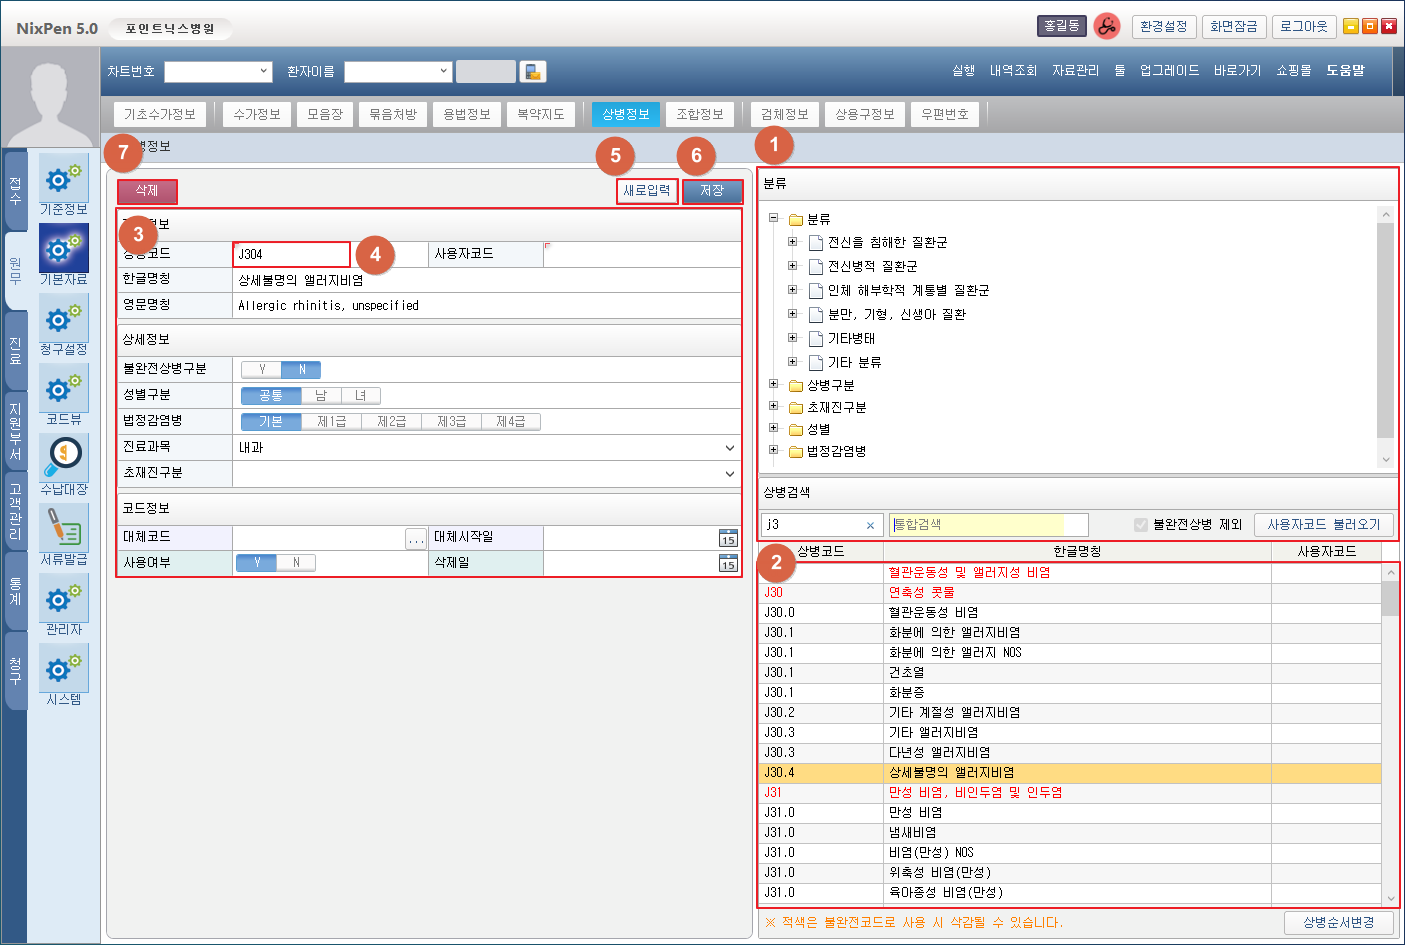 NixPen 5.0 포인트닉스병원 홍길동 환경설정 화면잠금 로그아웃
차트번호 환자이름 실행 내역조회 자료관리 툴 업그레이드 바로가기 쇼핑몰 도움말
기초수가정보 수가정보 모음장 묶음처방 용법정보 복약지도 상병정보 조합정보 검체정보 상용구정보 우편번호
병정보
접수
원무
진료
지원부서
고객관리
통계
청구
기준정보
기본자료
청구설정
코드뷰
수납대장
서류발급
관리자
시스템
7 5 6 1
삭제 새로입력 저장
3 보
상병코드 J304 4 사용자코드
한글명칭 상세불명의 앨러지비염
영문명칭 Allergic rhinitis, unspecified
상세정보
불완전상병구분 Y N
성별구분 공통 남 녀
법정감염병 기본 제1급 제2급 제3급 제4급
진료과목 내과
초재진구분
코드정보
대체코드 ... 대체시작일 15
사용여부 Y N 삭제일 15
분류
분류
전신을 침해한 질환군
전신병적 질환군
인체 해부학적 계통별 질환군
분만, 기형, 신생아 질환
기타병태
기타 분류
상병구분
초재진구분
성별
법정감염병
상병검색
j3 통합검색 불완전상병 제외 사용자코드 불러오기
2 상병코드 한글명칭 사용자코드
혈관운동성 및 앨러지성 비염
J30 연축성 콧물
J30.0 혈관운동성 비염
J30.1 화분에 의한 앨러지비염
J30.1 화분에 의한 앨러지 NOS
J30.1 건초열
J30.1 화분증
J30.2 기타 계절성 앨러지비염
J30.3 기타 앨러지비염
J30.3 다년성 앨러지비염
J30.4 상세불명의 앨러지비염
J31 만성 비염, 비인두염 및 인두염
J31.0 만성 비염
J31.0 냄새비염
J31.0 비염(만성) NOS
J31.0 위축성 비염(만성)
J31.0 육아종성 비염(만성)
※ 적색은 불완전코드로 사용 시 삭감될 수 있습니다. 상병순서변경